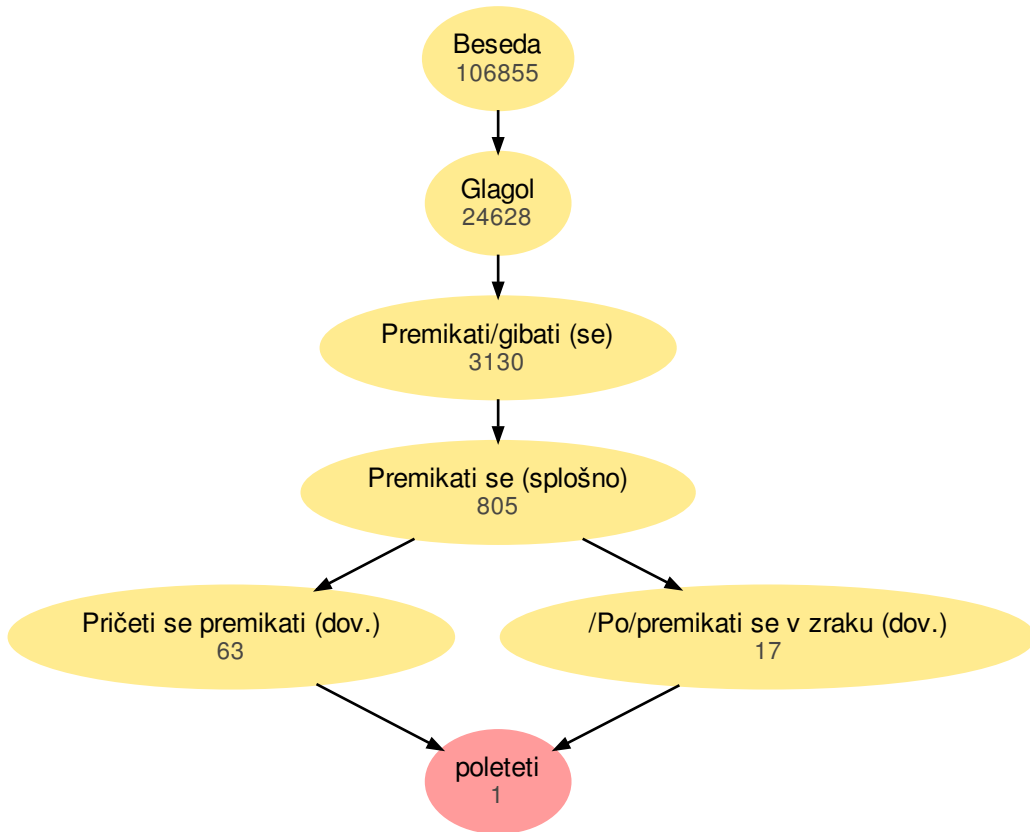 Beseda
106855
Glagol
24628
Premikati/gibati (se)
3130
Premikati se (splošno)
805
Pričeti se premikati (dov.)
63
/Po/premikati se v zraku (dov.)
17
poleteti
1